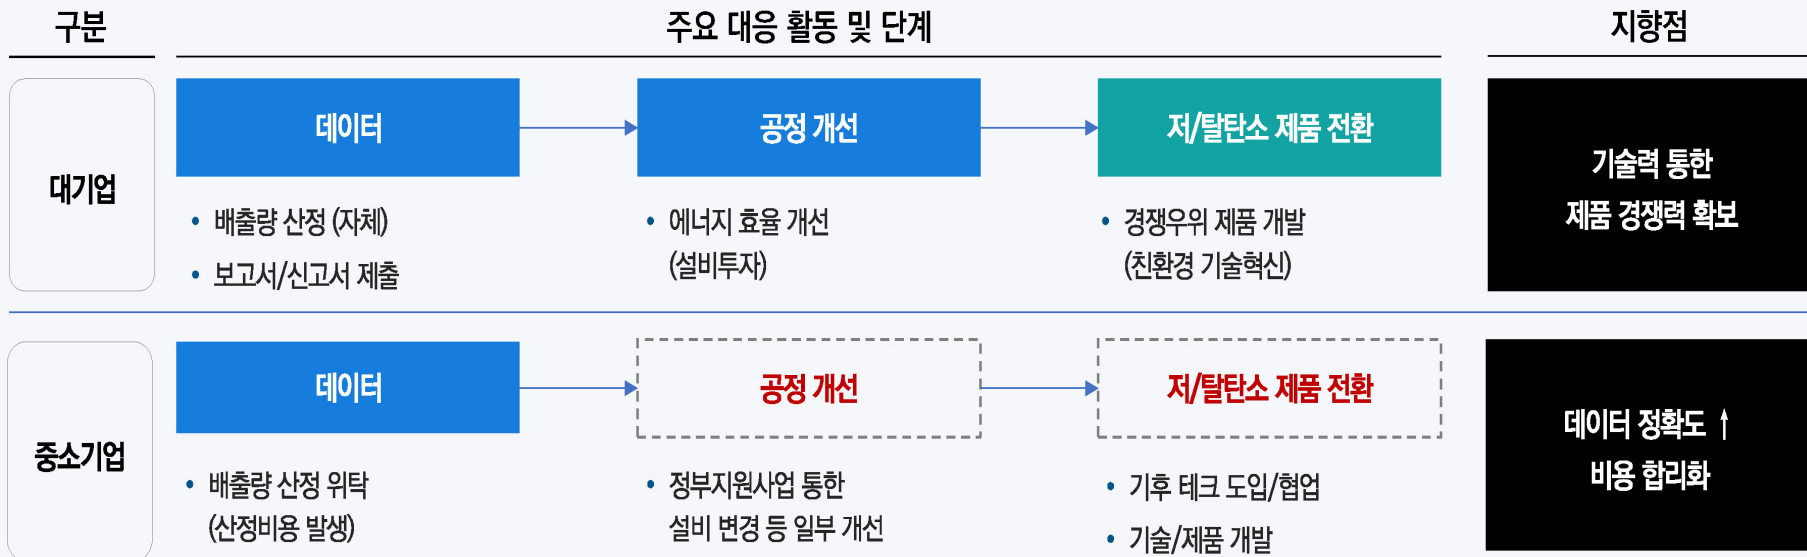 구분
주요 대응 활동 및 단계
지향점
대기업
데이터
공정 개선
저/탈탄소 제품 전환
• 배출량 산정 (자체)
• 보고서/신고서 제출
• 에너지 효율 개선
(설비투자)
• 경쟁우위 제품 개발
(친환경 기술혁신)
기술력 통한
제품 경쟁력 확보
중소기업
데이터
공정 개선
저/탈탄소 제품 전환
• 배출량 산정 위탁
(산정비용 발생)
• 정부지원사업 통한
설비 변경 등 일부 개선
• 기후 테크 도입/협업
• 기술/제품 개발
데이터 정확도 ↑
비용 합리화